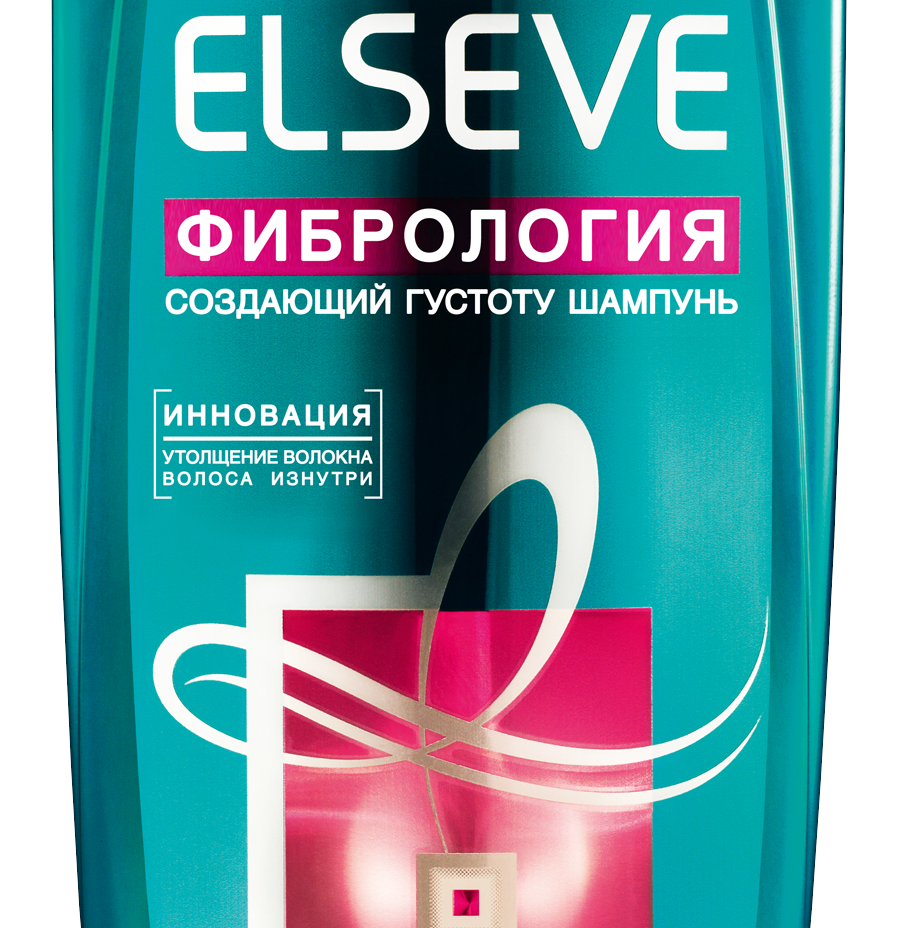 ELSEVE
ФИБРОЛОГИЯ
СОЗДАЮЩИЙ ГУСТОТУ ШАМПУНЬ
ИННОВАЦИЯ
УТОЛЩЕНИЕ ВОЛОКНА
ВОЛОСА ИЗНУТРИ